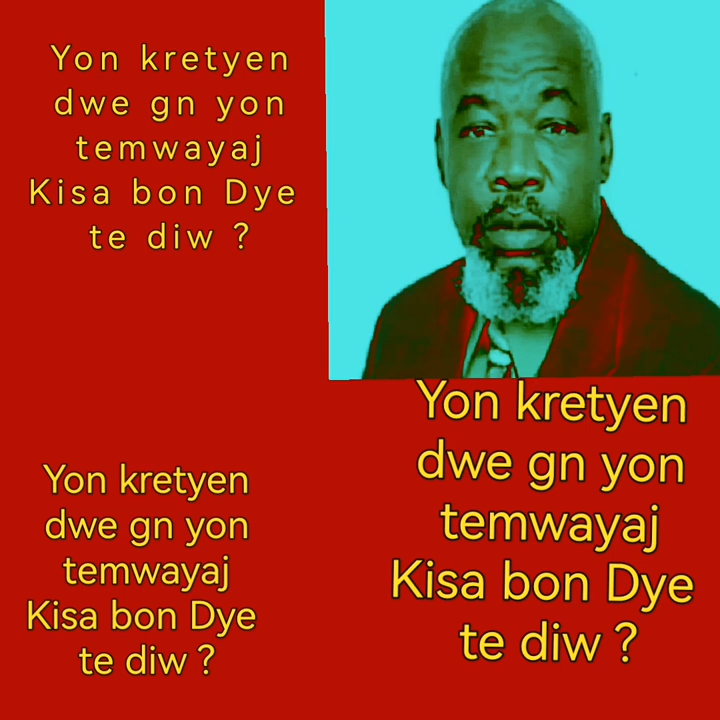 Yon kretyen
dwe gn yon
temwayaj
Kisa bon Dye
te diw ?
Yon kretyen
dwe gn yon
temwayaj
Kisa bon Dye
te diw ?
Yon kretyen
dwe gn yon
temwayaj
Kisa bon Dye
te diw ?